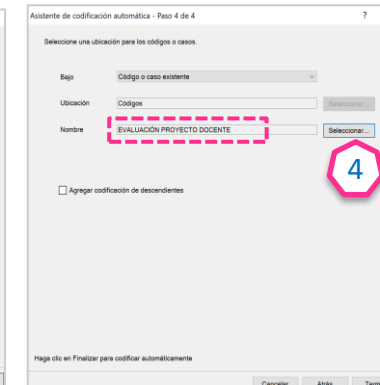 Asistente de codificación automática - Paso 4 de 4 ?
Seleccione una ubicación para los códigos o casos.
Bajo Código o caso existente
Ubicación Códigos Seleccionar...
Nombre EVALUACIÓN PROYECTO DOCENTE Seleccionar...
4
Agregar codificación de descendientes
Haga clic en Finalizar para codificar automáticamente
Cancelar Atrás Term